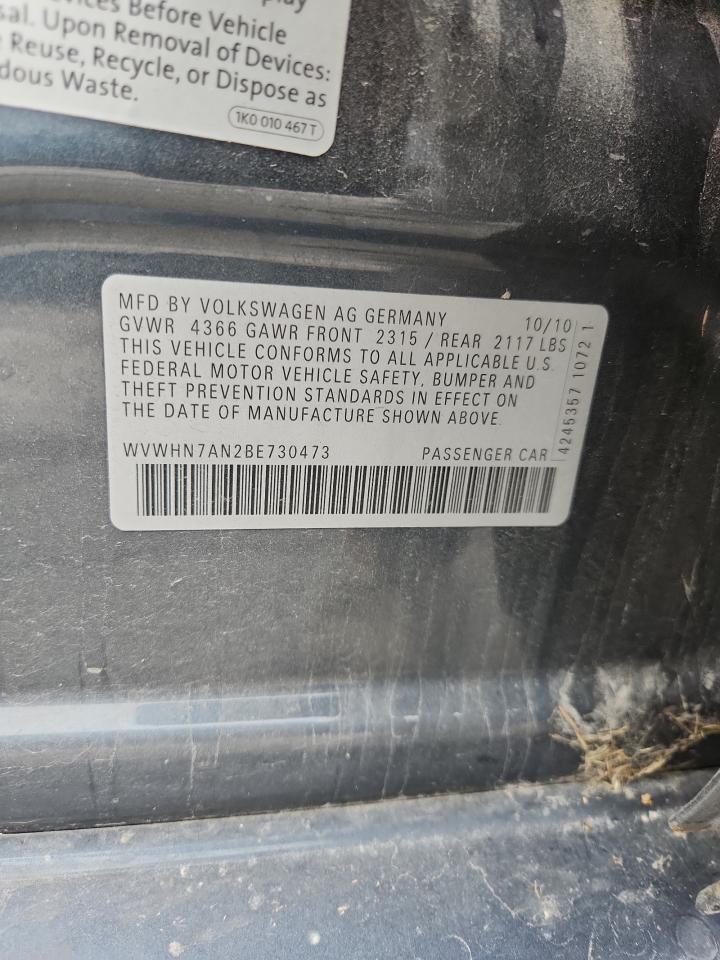 Before Vehicle
Upon Removal of Devices:
Reuse, Recycle, or Dispose as
Waste.
1K0 010 467 T
MFD BY VOLKSWAGEN AG GERMANY 10/10
GVWR 4366 GAWR FRONT 2315 / REAR 2117 LBS
THIS VEHICLE CONFORMS TO ALL APPLICABLE U.S.
FEDERAL MOTOR VEHICLE SAFETY, BUMPER AND
THEFT PREVENTION STANDARDS IN EFFECT ON
THE DATE OF MANUFACTURE SHOWN ABOVE.
WVWHN7AN2BE730473 PASSENGER CAR
4245357 1072 1